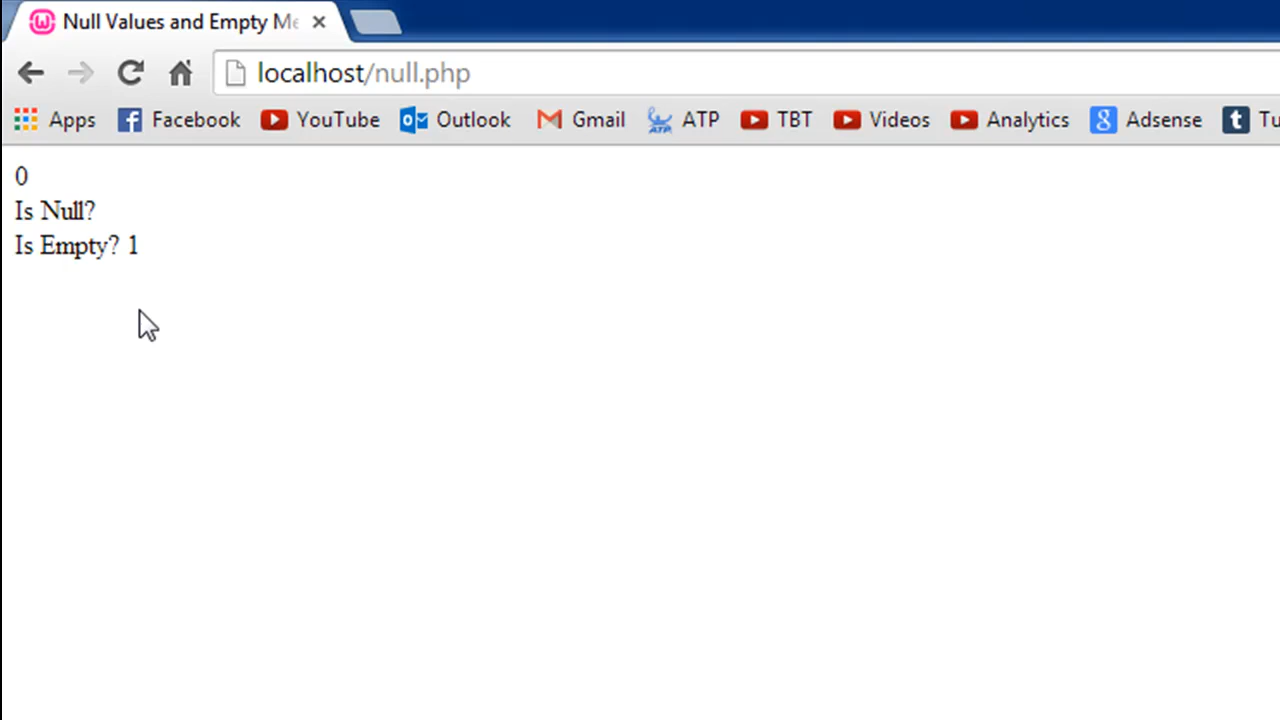 Null Values and Empty Me
localhost/null.php
Apps Facebook YouTube Outlook Gmail ATP TBT Videos Analytics Adsense Tu
0
Is Null?
Is Empty? 1